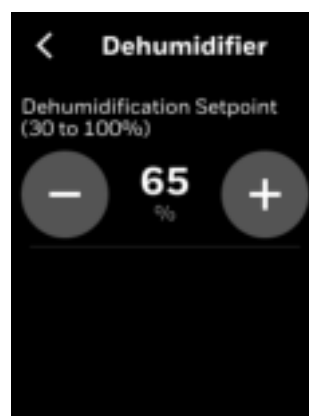 Dehumidifier
Dehumidification Setpoint
(30 to 100%)
65
%